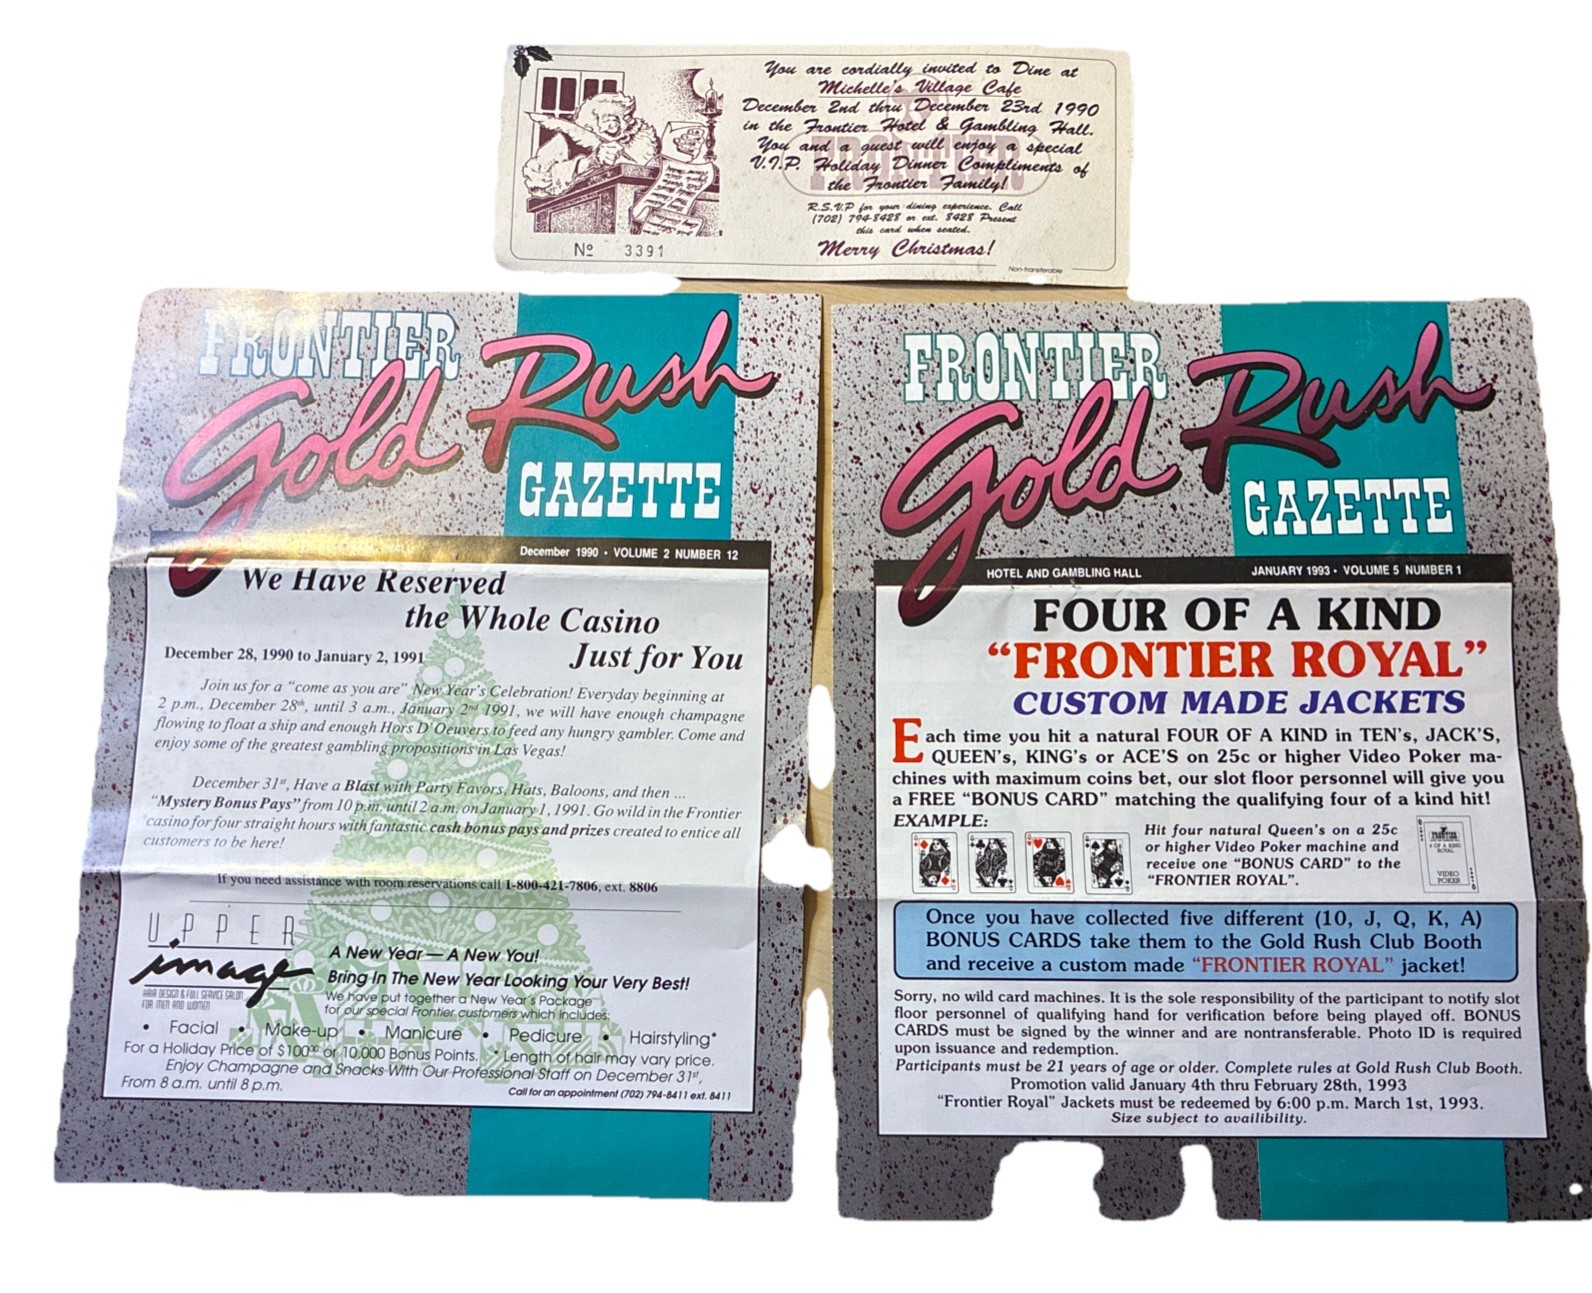 You are cordially invited to Dine at
Michelle's Village Cafe
December 2nd thru December 23rd 1990
in the Frontier Hotel & Gambling Hall.
You and a guest will enjoy a special
V.I.P. Holiday Dinner Compliments of
the Frontier Family!
FRONTIER
R.S.V.P for your dining experience. Call
(702) 794-8428 or ext. 8428 Present
this card when seated.
Merry Christmas!
Nº 3391
Non-transferable
FRONTIER
Gold Rush
GAZETTE
December 1990 • VOLUME 2 NUMBER 12
We Have Reserved
the Whole Casino
Just for You
December 28, 1990 to January 2, 1991
Join us for a "come as you are" New Year's Celebration! Everyday beginning at
2 p.m., December 28th, until 3 a.m., January 2nd 1991, we will have enough champagne
flowing to float a ship and enough Hors D'Oeuvers to feed any hungry gambler. Come and
enjoy some of the greatest gambling propositions in Las Vegas!
December 31st, Have a Blast with Party Favors, Hats, Baloons, and then ...
"Mystery Bonus Pays" from 10 p.m. until 2 a.m. on January 1, 1991. Go wild in the Frontier
casino for four straight hours with fantastic cash bonus pays and prizes created to entice all
customers to be here!
If you need assistance with room reservations call 1-800-421-7806, ext. 8806
UPPER
image
HAIR DESIGN & FULL SERVICE SALON
FOR MEN AND WOMEN
A New Year — A New You!
Bring In The New Year Looking Your Very Best!
We have put together a New Year's Package
for our special Frontier customers which includes:
• Facial • Make-up • Manicure • Pedicure • Hairstyling*
For a Holiday Price of $100⁰⁰ or 10,000 Bonus Points. * Length of hair may vary price.
Enjoy Champagne and Snacks With Our Professional Staff on December 31st,
From 8 a.m. until 8 p.m.
Call for an appointment (702) 794-8411 ext. 8411
FRONTIER
Gold Rush
GAZETTE
HOTEL AND GAMBLING HALL JANUARY 1993 • VOLUME 5 NUMBER 1
FOUR OF A KIND
"FRONTIER ROYAL"
CUSTOM MADE JACKETS
Each time you hit a natural FOUR OF A KIND in TEN's, JACK'S,
QUEEN's, KING's or ACE'S on 25c or higher Video Poker ma-
chines with maximum coins bet, our slot floor personnel will give you
a FREE "BONUS CARD" matching the qualifying four of a kind hit!
EXAMPLE:
Hit four natural Queen's on a 25c
or higher Video Poker machine and
receive one "BONUS CARD" to the
"FRONTIER ROYAL".
FRONTIER
4 OF A KIND
ROYAL
VIDEO
POKER
Once you have collected five different (10, J, Q, K, A)
BONUS CARDS take them to the Gold Rush Club Booth
and receive a custom made "FRONTIER ROYAL" jacket!
Sorry, no wild card machines. It is the sole responsibility of the participant to notify slot
floor personnel of qualifying hand for verification before being played off. BONUS
CARDS must be signed by the winner and are nontransferable. Photo ID is required
upon issuance and redemption.
Participants must be 21 years of age or older. Complete rules at Gold Rush Club Booth.
Promotion valid January 4th thru February 28th, 1993
"Frontier Royal" Jackets must be redeemed by 6:00 p.m. March 1st, 1993.
Size subject to availibility.